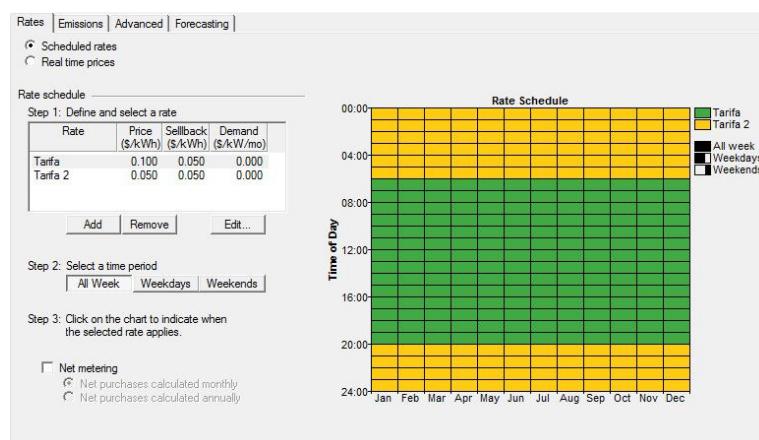 Rates Emissions Advanced Forecasting
Scheduled rates
Real time prices
Rate schedule
Step 1: Define and select a rate
Rate Price ($/kWh) Sellback ($/kWh) Demand ($/kW/mo)
Tarifa 0.100 0.050 0.000
Tarifa 2 0.050 0.050 0.000
Add Remove Edit...
Step 2: Select a time period
All Week Weekdays Weekends
Step 3: Click on the chart to indicate when
the selected rate applies.
Net metering
Net purchases calculated monthly
Net purchases calculated annually
Rate Schedule
Time of Day
00:00
04:00
08:00
12:00
16:00
20:00
24:00
Jan Feb Mar Apr May Jun Jul Aug Sep Oct Nov Dec
Tarifa
Tarifa 2
All week
Weekdays
Weekends